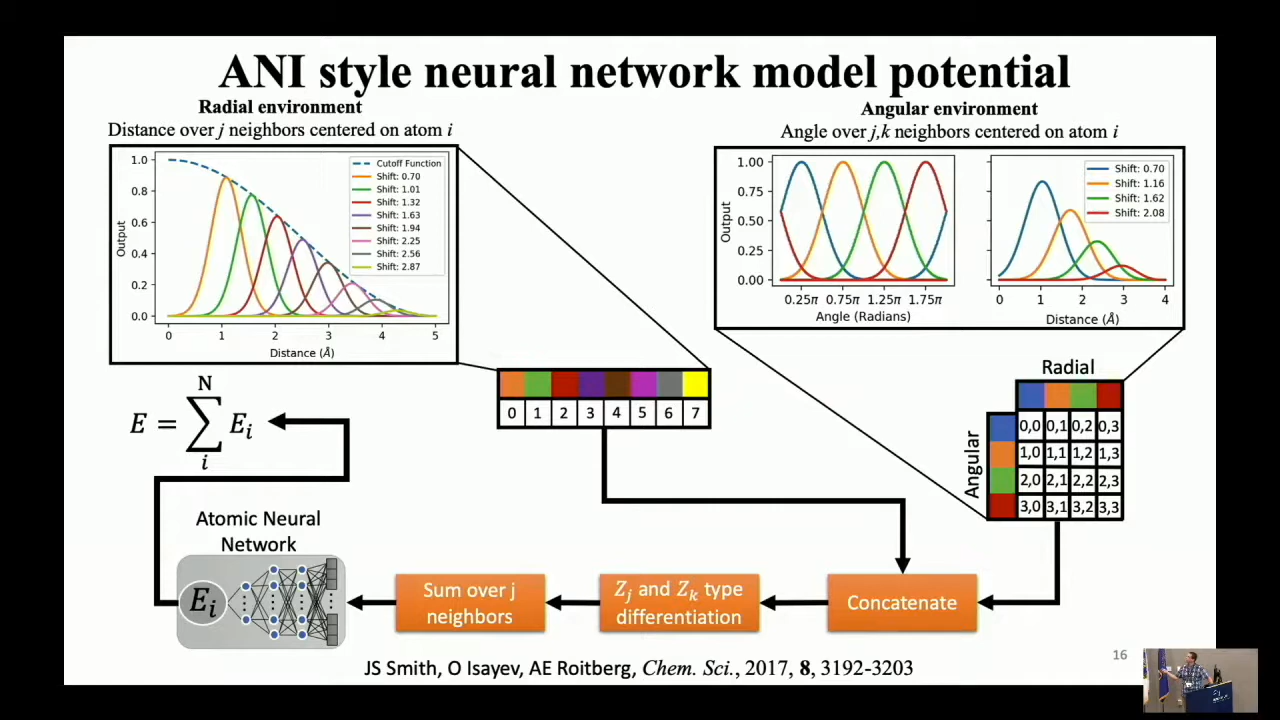 ANI style neural network model potential
Radial environment
Distance over j neighbors centered on atom i
1.0
0.8
0.6
0.4
0.2
0.0
Output
0 1 2 3 4 5
Distance (Å)
Cutoff Function
Shift: 0.70
Shift: 1.01
Shift: 1.32
Shift: 1.63
Shift: 1.94
Shift: 2.25
Shift: 2.56
Shift: 2.87
Angular environment
Angle over j,k neighbors centered on atom i
1.00
0.75
0.50
0.25
0.00
Output
0.25π 0.75π 1.25π 1.75π
Angle (Radians)
Shift: 0.70
Shift: 1.16
Shift: 1.62
Shift: 2.08
0 1 2 3 4
Distance (Å)
0 1 2 3 4 5 6 7
Radial
Angular
0,0 0,1 0,2 0,3
1,0 1,1 1,2 1,3
2,0 2,1 2,2 2,3
3,0 3,1 3,2 3,3
N
E = ∑ Ei
i
Atomic Neural
Network
Ei
Sum over j
neighbors
Zj and Zk type
differentiation
Concatenate
JS Smith, O Isayev, AE Roitberg, Chem. Sci., 2017, 8, 3192-3203
16